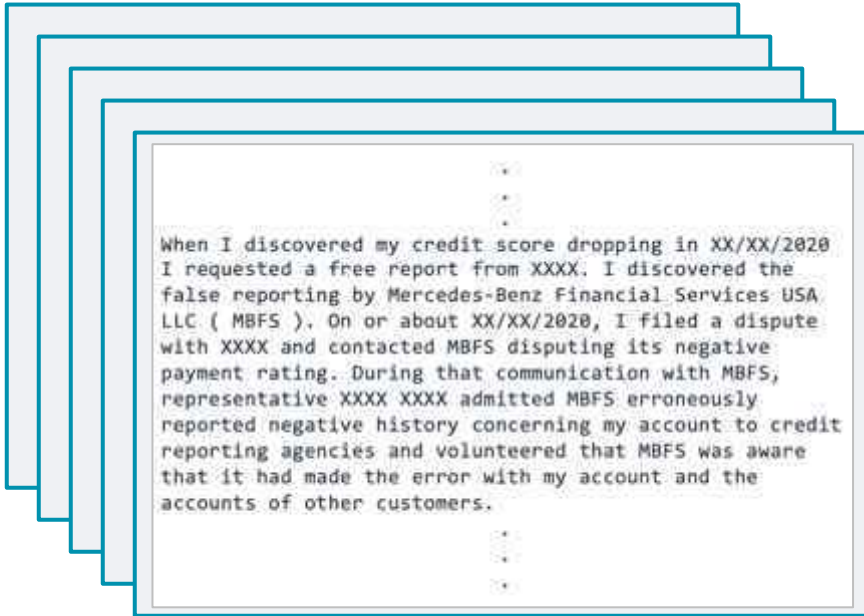 .
.
.
When I discovered my credit score dropping in XX/XX/2020
I requested a free report from XXXX. I discovered the
false reporting by Mercedes-Benz Financial Services USA
LLC ( MBFS ). On or about XX/XX/2020, I filed a dispute
with XXXX and contacted MBFS disputing its negative
payment rating. During that communication with MBFS,
representative XXXX XXXX admitted MBFS erroneously
reported negative history concerning my account to credit
reporting agencies and volunteered that MBFS was aware
that it had made the error with my account and the
accounts of other customers.
.
.
.